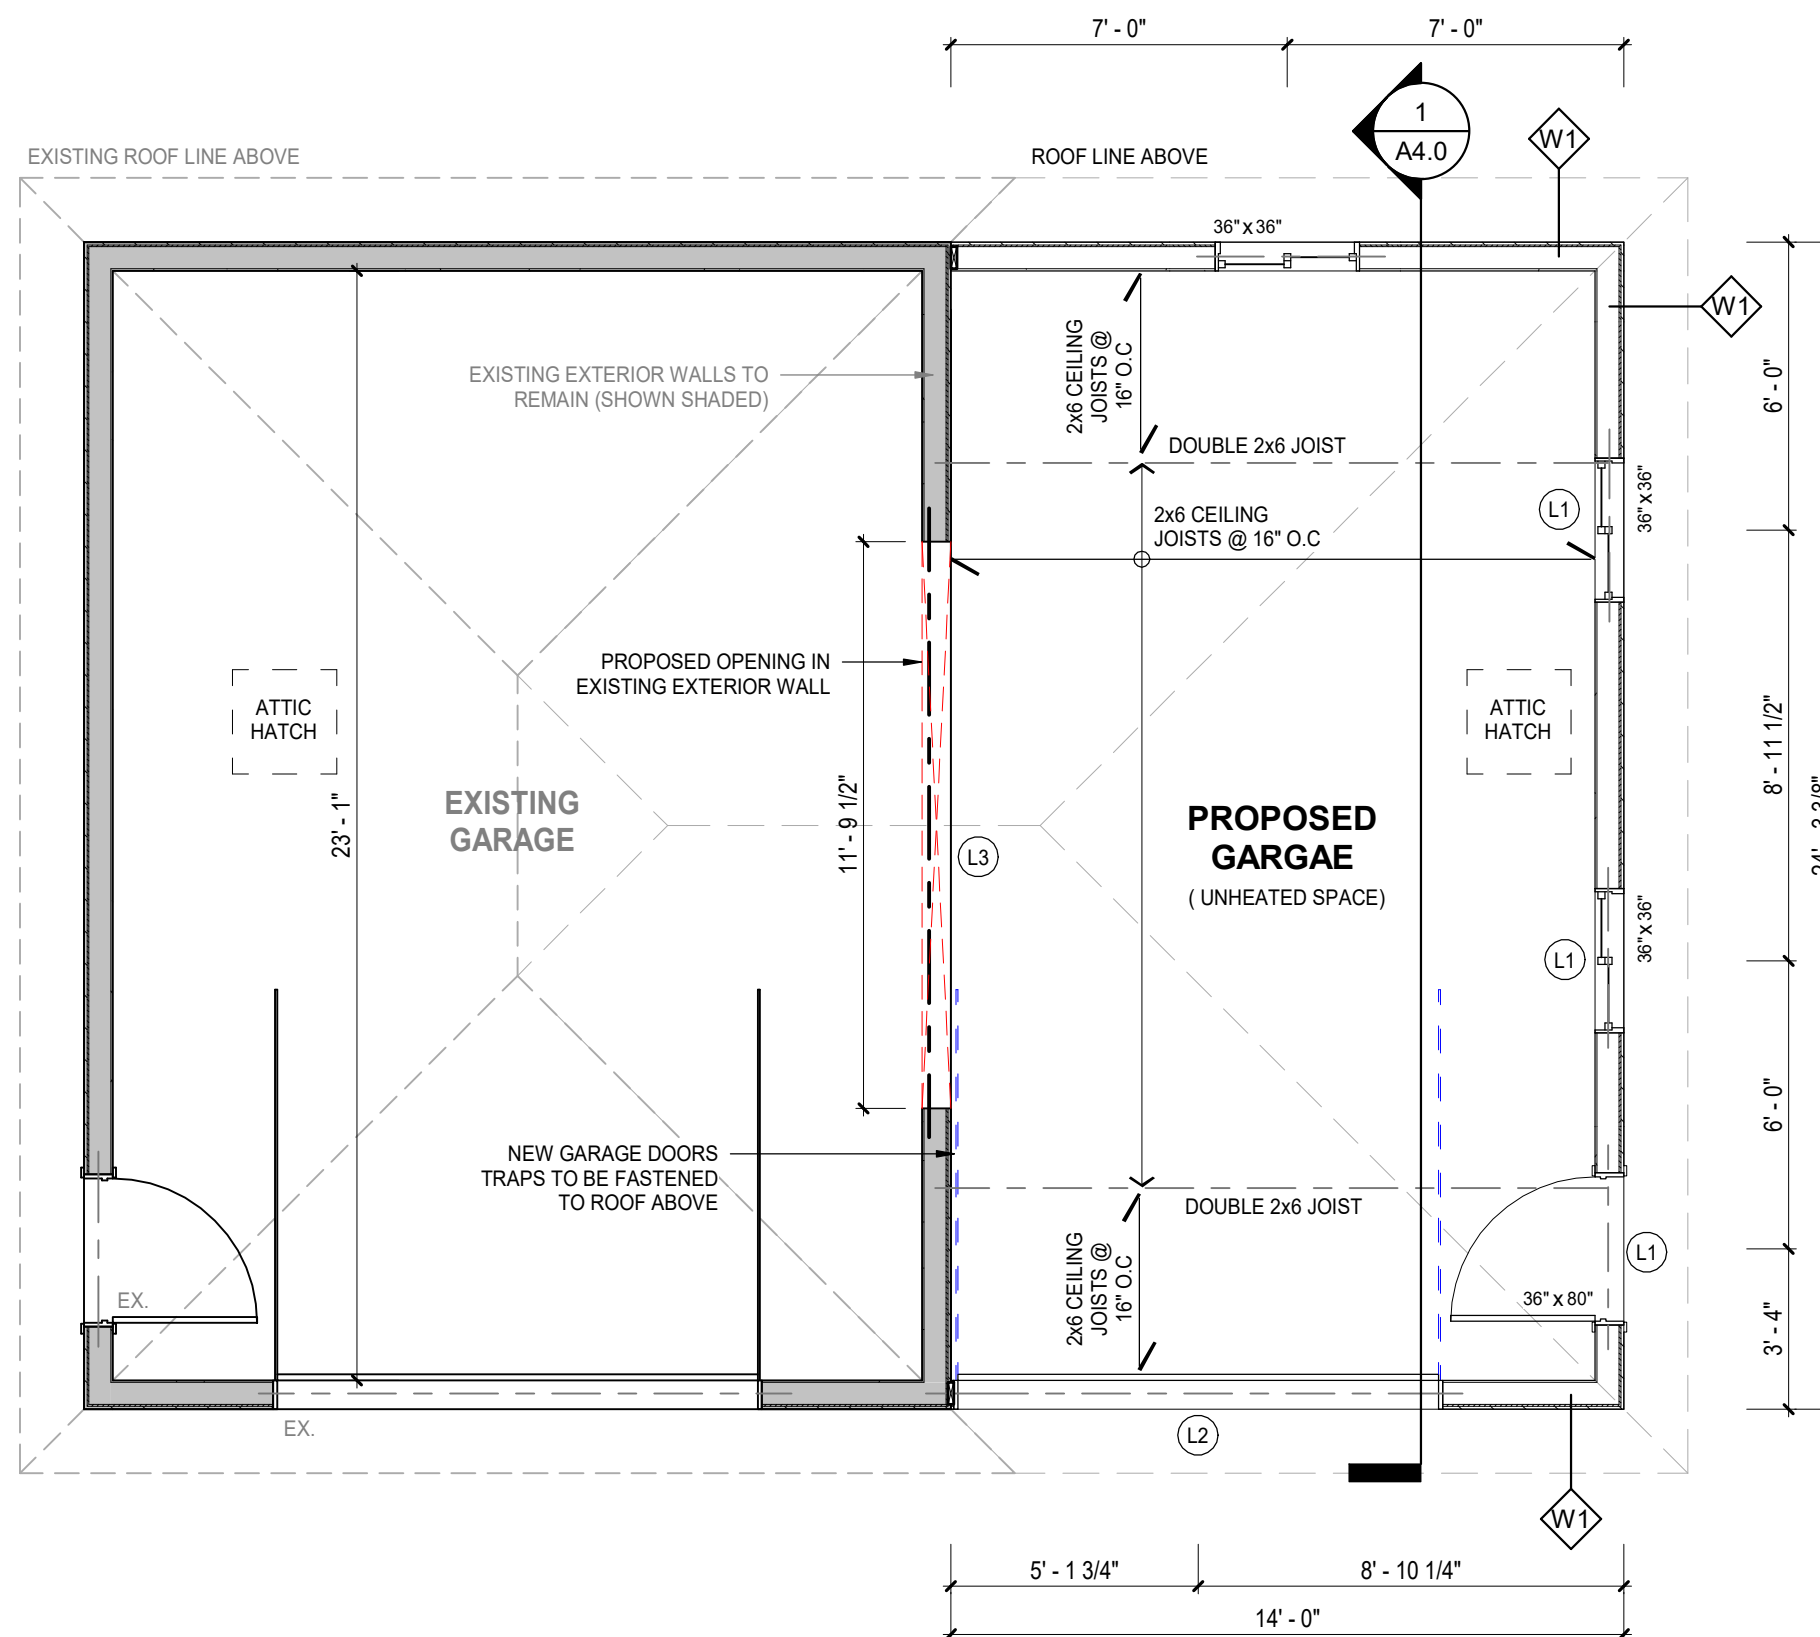 7' - 0"
7' - 0"
1
A4.0
W1
EXISTING ROOF LINE ABOVE
ROOF LINE ABOVE
36" x 36"
W1
2x6 CEILING
JOISTS @
16" O.C
6' - 0"
EXISTING EXTERIOR WALLS TO
REMAIN (SHOWN SHADED)
DOUBLE 2x6 JOIST
36" x 36"
L1
2x6 CEILING
JOISTS @ 16" O.C
PROPOSED OPENING IN
EXISTING EXTERIOR WALL
ATTIC
HATCH
ATTIC
HATCH
8' - 11 1/2"
24' - 3 3/8"
EXISTING
GARAGE
23' - 1"
11' - 9 1/2"
L3
PROPOSED
GARGAE
( UNHEATED SPACE)
36" x 36"
L1
6' - 0"
NEW GARAGE DOORS
TRAPS TO BE FASTENED
TO ROOF ABOVE
DOUBLE 2x6 JOIST
2x6 CEILING
JOISTS @
16" O.C
L1
EX.
36" x 80"
3' - 4"
EX.
L2
W1
5' - 1 3/4"
8' - 10 1/4"
14' - 0"